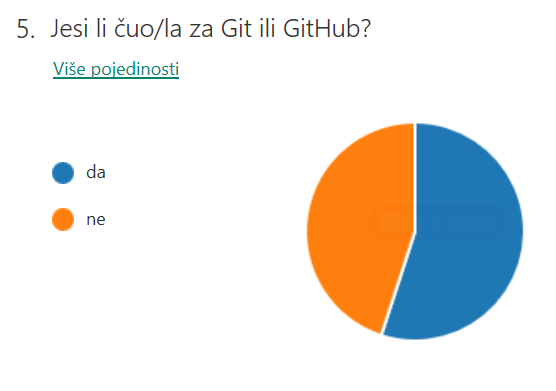 5. Jesi li čuo/la za Git ili GitHub?
Više pojedinosti
da
ne